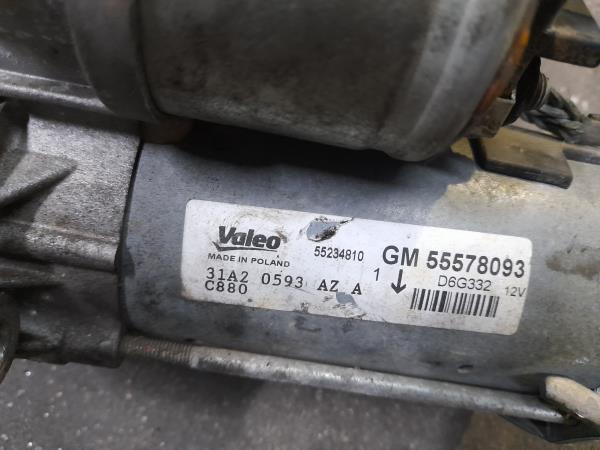 Valeo 55234810 GM 55578093
MADE IN POLAND
31A2 0593 AZ A 1 ↓ D6G332
C880 12V